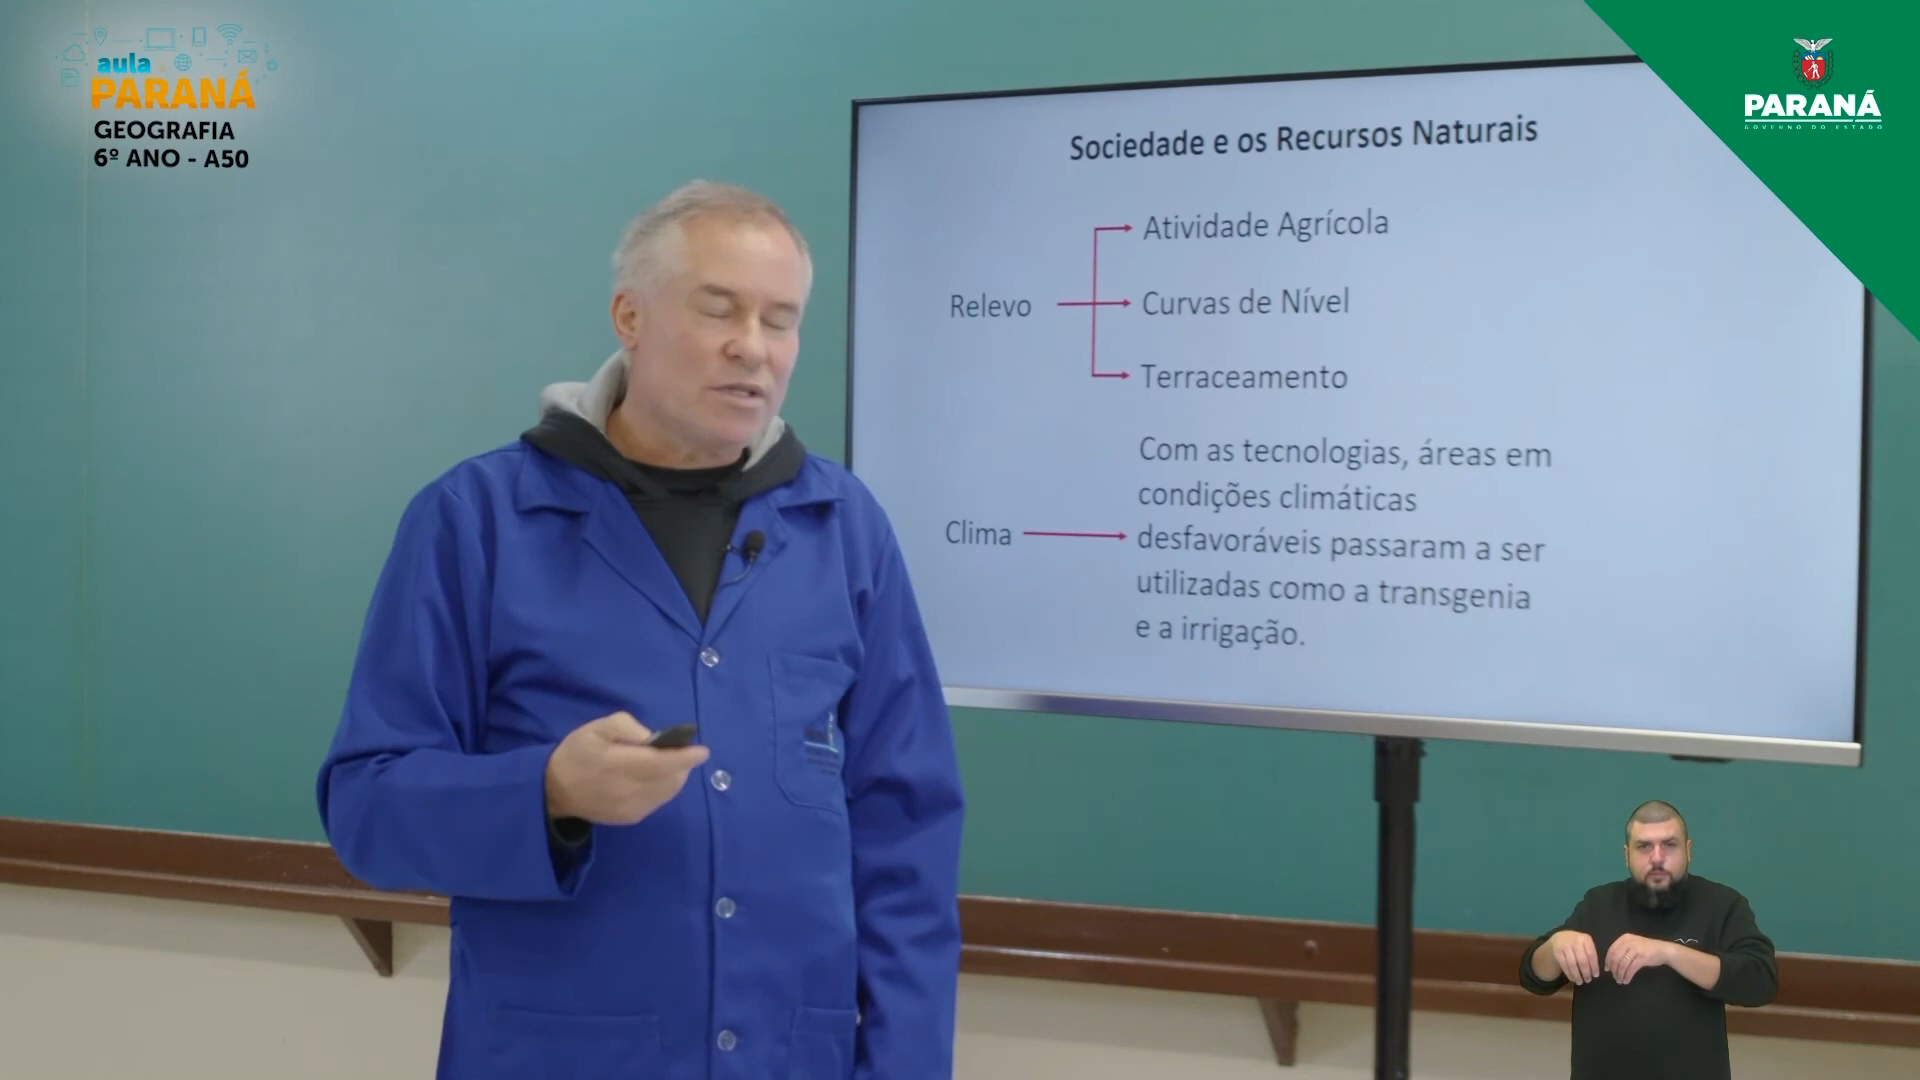 aula
PARANÁ
GEOGRAFIA
6º ANO - A50
PARANÁ
GOVERNO DO ESTADO
Sociedade e os Recursos Naturais
Relevo
Atividade Agrícola
Curvas de Nível
Terraceamento
Clima
Com as tecnologias, áreas em
condições climáticas
desfavoráveis passaram a ser
utilizadas como a transgenia
e a irrigação.